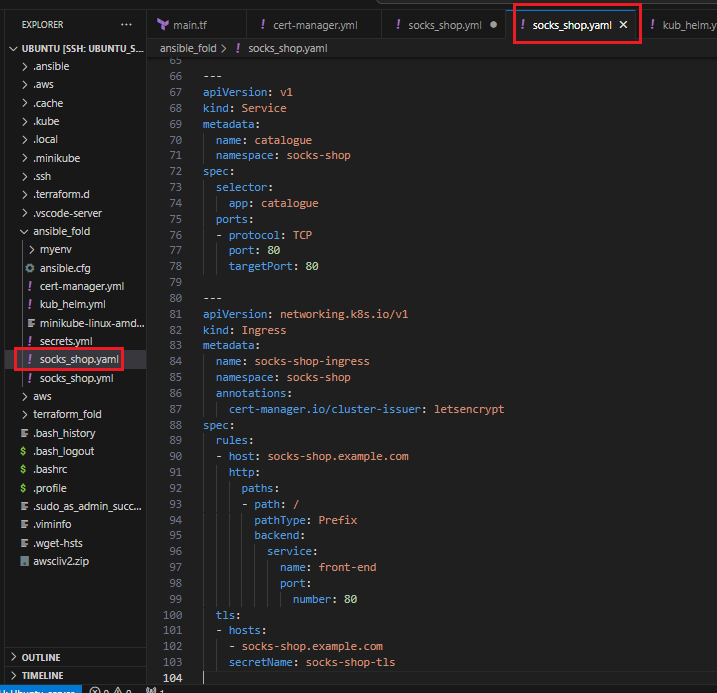 EXPLORER
···
main.tf
cert-manager.yml
socks_shop.yml
socks_shop.yaml
kub_helm.y
UBUNTU [SSH: UBUNTU_S...
ansible_fold > socks_shop.yaml
.ansible
.aws
.cache
.kube
.local
.minikube
.ssh
.terraform.d
.vscode-server
ansible_fold
myenv
ansible.cfg
cert-manager.yml
kub_helm.yml
minikube-linux-amd...
secrets.yml
socks_shop.yaml
socks_shop.yml
aws
terraform_fold
.bash_history
.bash_logout
.bashrc
.profile
.sudo_as_admin_succ...
.viminfo
.wget-hsts
awscliv2.zip
OUTLINE
TIMELINE
65
66 ---
67 apiVersion: v1
68 kind: Service
69 metadata:
70 name: catalogue
71 namespace: socks-shop
72 spec:
73 selector:
74 app: catalogue
75 ports:
76 - protocol: TCP
77 port: 80
78 targetPort: 80
79
80 ---
81 apiVersion: networking.k8s.io/v1
82 kind: Ingress
83 metadata:
84 name: socks-shop-ingress
85 namespace: socks-shop
86 annotations:
87 cert-manager.io/cluster-issuer: letsencrypt
88 spec:
89 rules:
90 - host: socks-shop.example.com
91 http:
92 paths:
93 - path: /
94 pathType: Prefix
95 backend:
96 service:
97 name: front-end
98 port:
99 number: 80
100 tls:
101 - hosts:
102 - socks-shop.example.com
103 secretName: socks-shop-tls
104